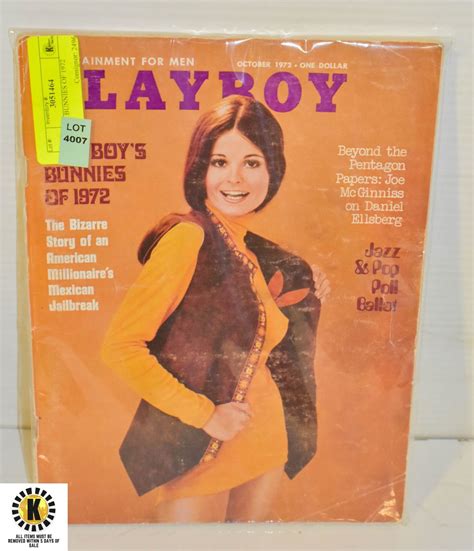 AINMENT FOR MEN
OCTOBER 1972 • ONE DOLLAR
LAYBOY
3051464
LOT
4007
BOY'S
BUNNIES
OF 1972
The Bizarre
Story of an
American
Millionaire's
Mexican
Jailbreak
Beyond the
Pentagon
Papers: Joe
McGinniss
on Daniel
Ellsberg
Jazz
& Pop
Poll
Ballot
K
ALL ITEMS MUST BE
REMOVED WITHIN 5 DAYS OF
SALE